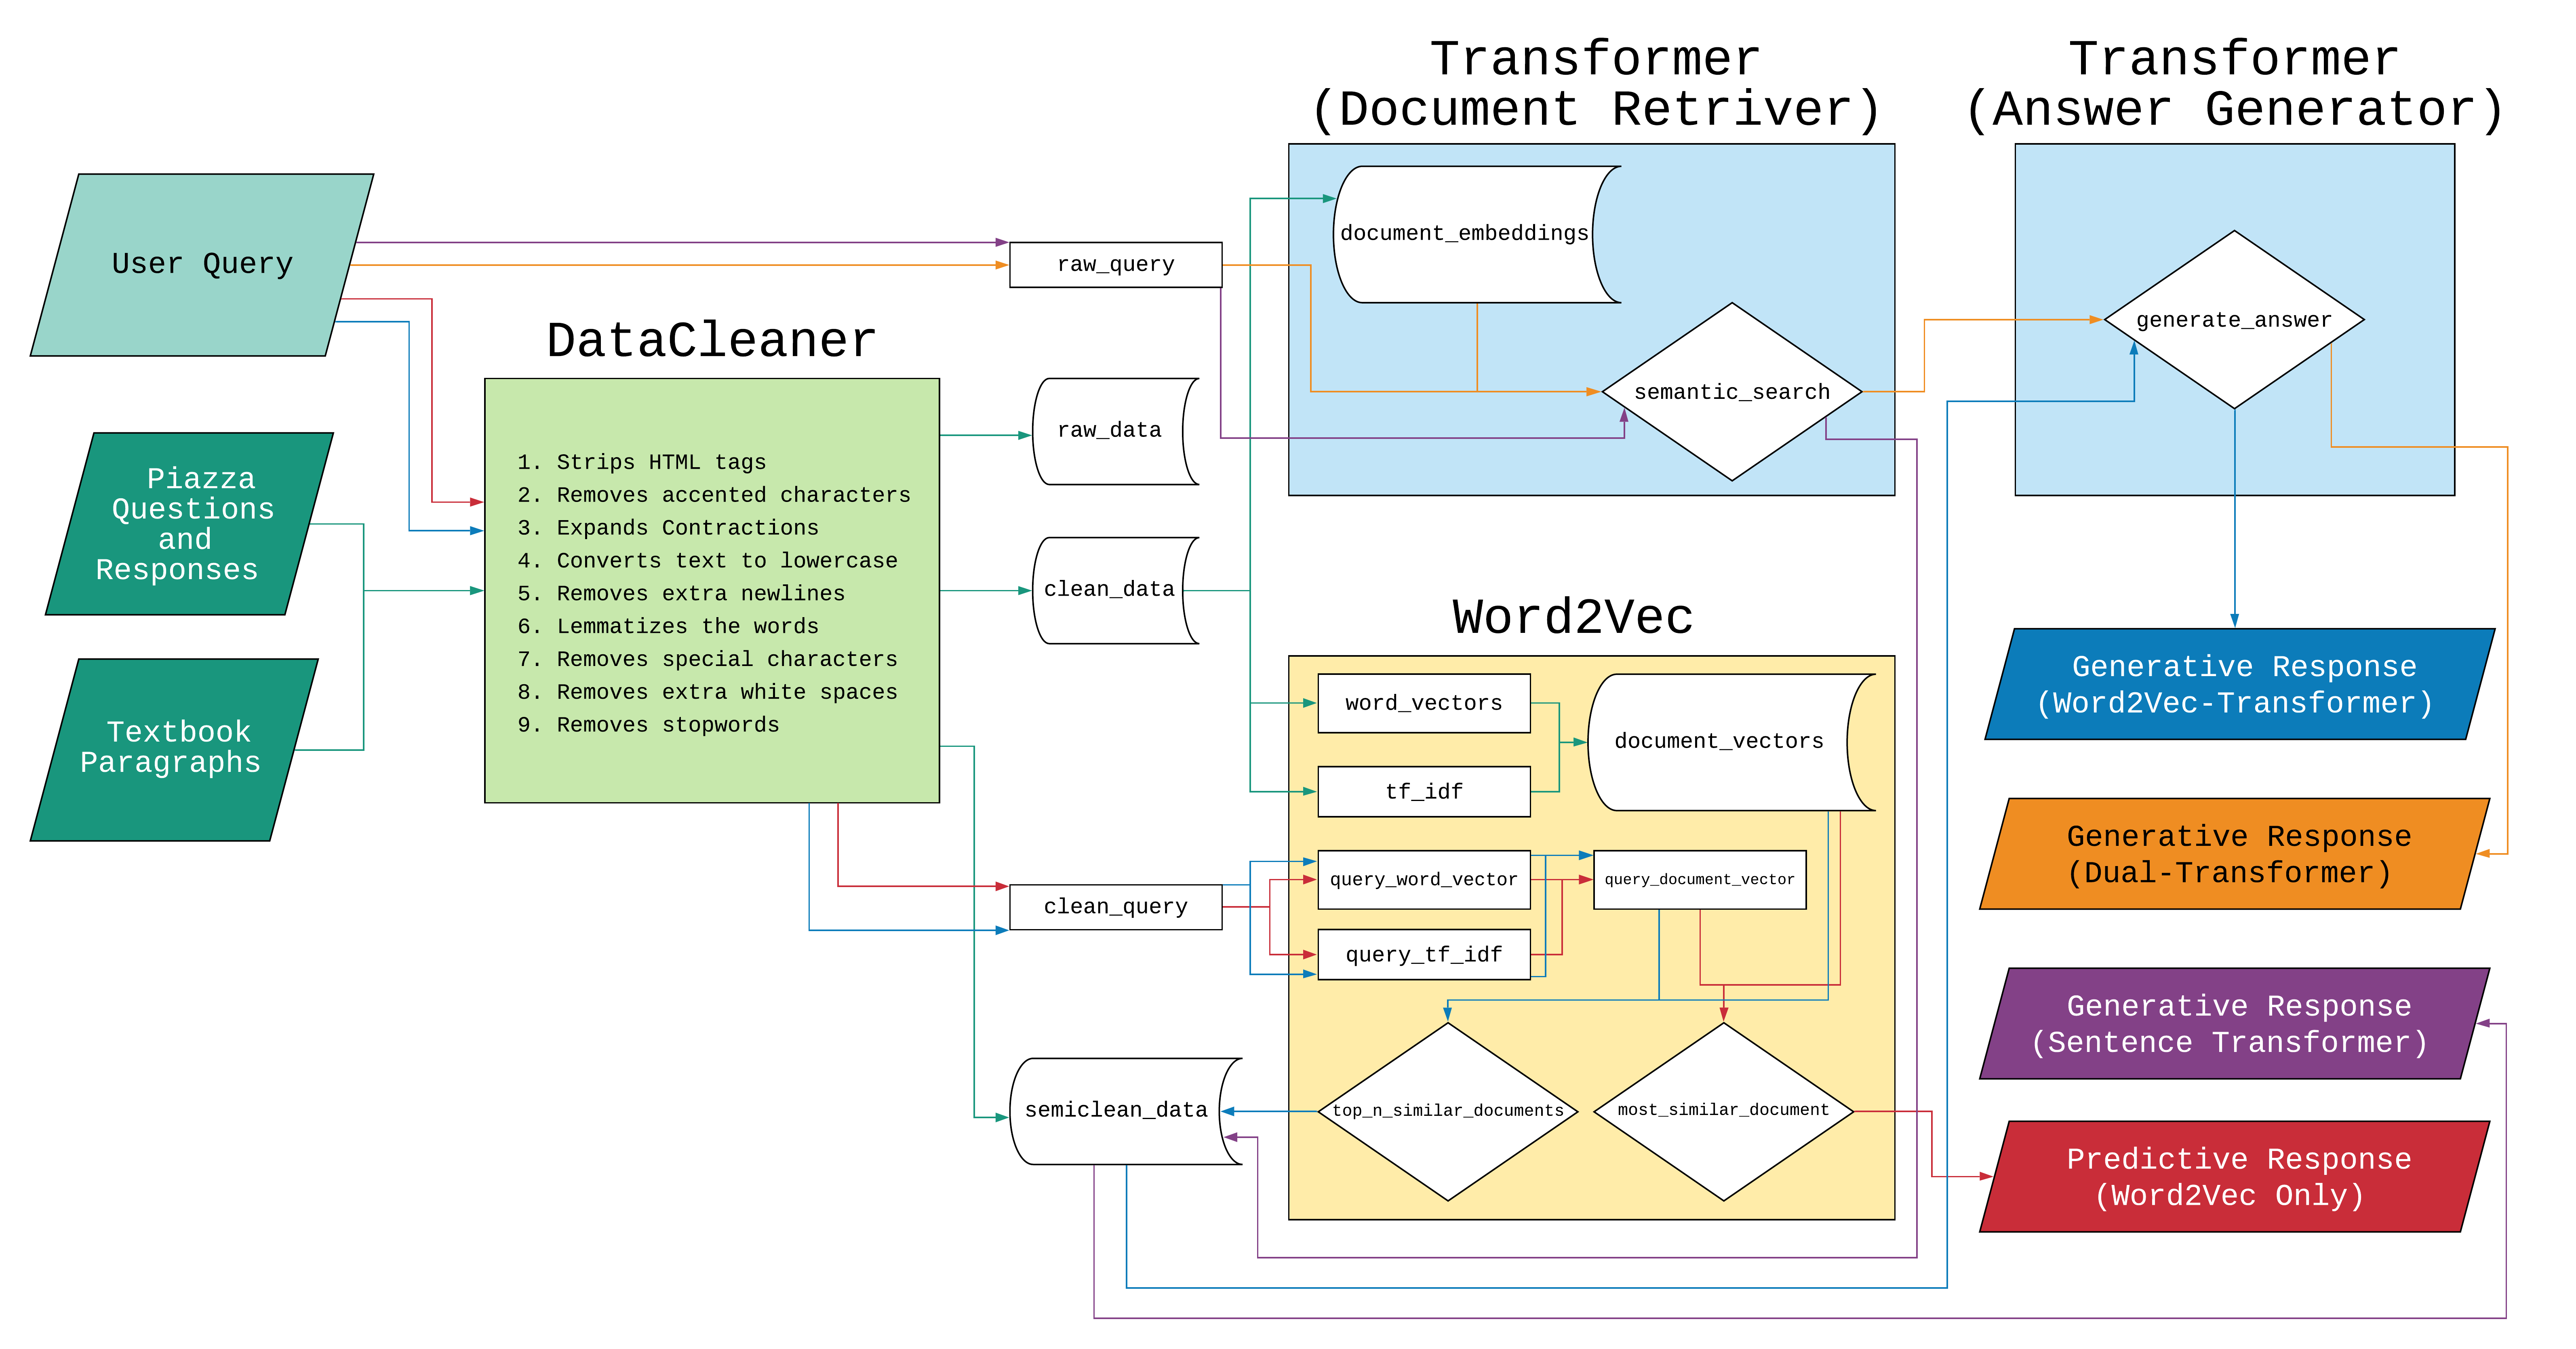 Transformer
(Document Retriver)
Transformer
(Answer Generator)
User Query
raw_query
document_embeddings
semantic_search
generate_answer
DataCleaner
1. Strips HTML tags
2. Removes accented characters
3. Expands Contractions
4. Converts text to lowercase
5. Removes extra newlines
6. Lemmatizes the words
7. Removes special characters
8. Removes extra white spaces
9. Removes stopwords
Piazza
Questions
and
Responses
Textbook
Paragraphs
raw_data
clean_data
clean_query
semiclean_data
Word2Vec
word_vectors
tf_idf
document_vectors
query_word_vector
query_tf_idf
query_document_vector
top_n_similar_documents
most_similar_document
Generative Response
(Word2Vec-Transformer)
Generative Response
(Dual-Transformer)
Generative Response
(Sentence Transformer)
Predictive Response
(Word2Vec Only)